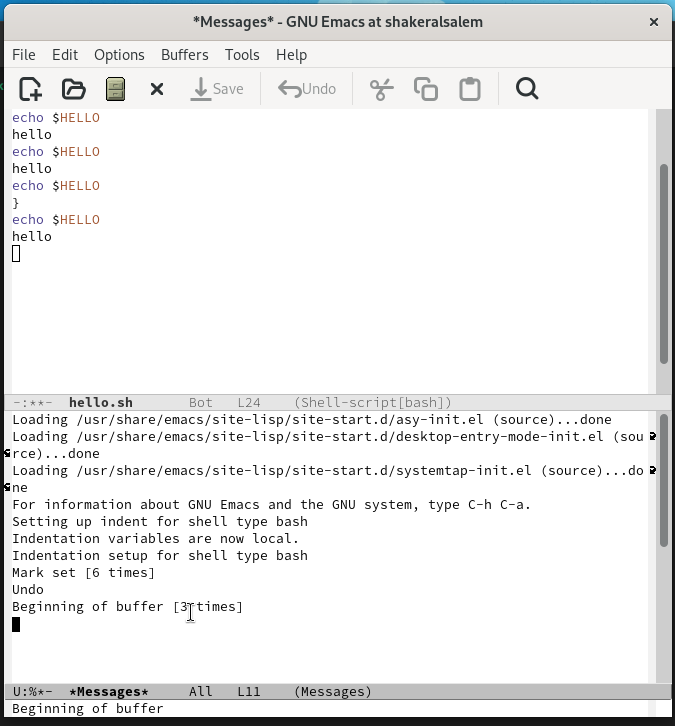 *Messages* - GNU Emacs at shakeralsalem
File Edit Options Buffers Tools Help
Save Undo
echo $HELLO
hello
echo $HELLO
hello
echo $HELLO
}
echo $HELLO
hello
-:**- hello.sh Bot L24 (Shell-script[bash])
Loading /usr/share/emacs/site-lisp/site-start.d/asy-init.el (source)...done
Loading /usr/share/emacs/site-lisp/site-start.d/desktop-entry-mode-init.el (sou
rce)...done
Loading /usr/share/emacs/site-lisp/site-start.d/systemtap-init.el (source)...do
ne
For information about GNU Emacs and the GNU system, type C-h C-a.
Setting up indent for shell type bash
Indentation variables are now local.
Indentation setup for shell type bash
Mark set [6 times]
Undo
Beginning of buffer [3 times]
U:%*- *Messages* All L11 (Messages)
Beginning of buffer